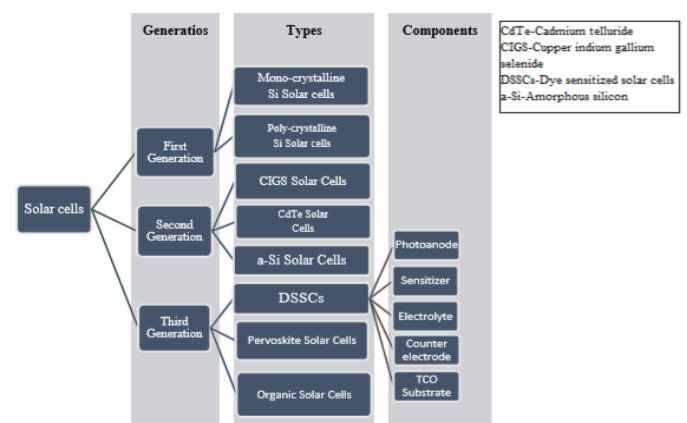 Generatios
Types
Components
CdTe-Cadmium telluride
CIGS-Cupper indium gallium
selenide
DSSCs-Dye sensitized solar cells
a-Si-Amorphous silicon
Solar cells
First
Generation
Second
Generation
Third
Generation
Mono-crystalline
Si Solar cells
Poly-crystalline
Si Solar cells
CIGS Solar Cells
CdTe Solar
Cells
a-Si Solar Cells
DSSCs
Pervoskite Solar Cells
Organic Solar Cells
Photoanode
Sensitizer
Electrolyte
Counter
electrode
TCO
Substrate